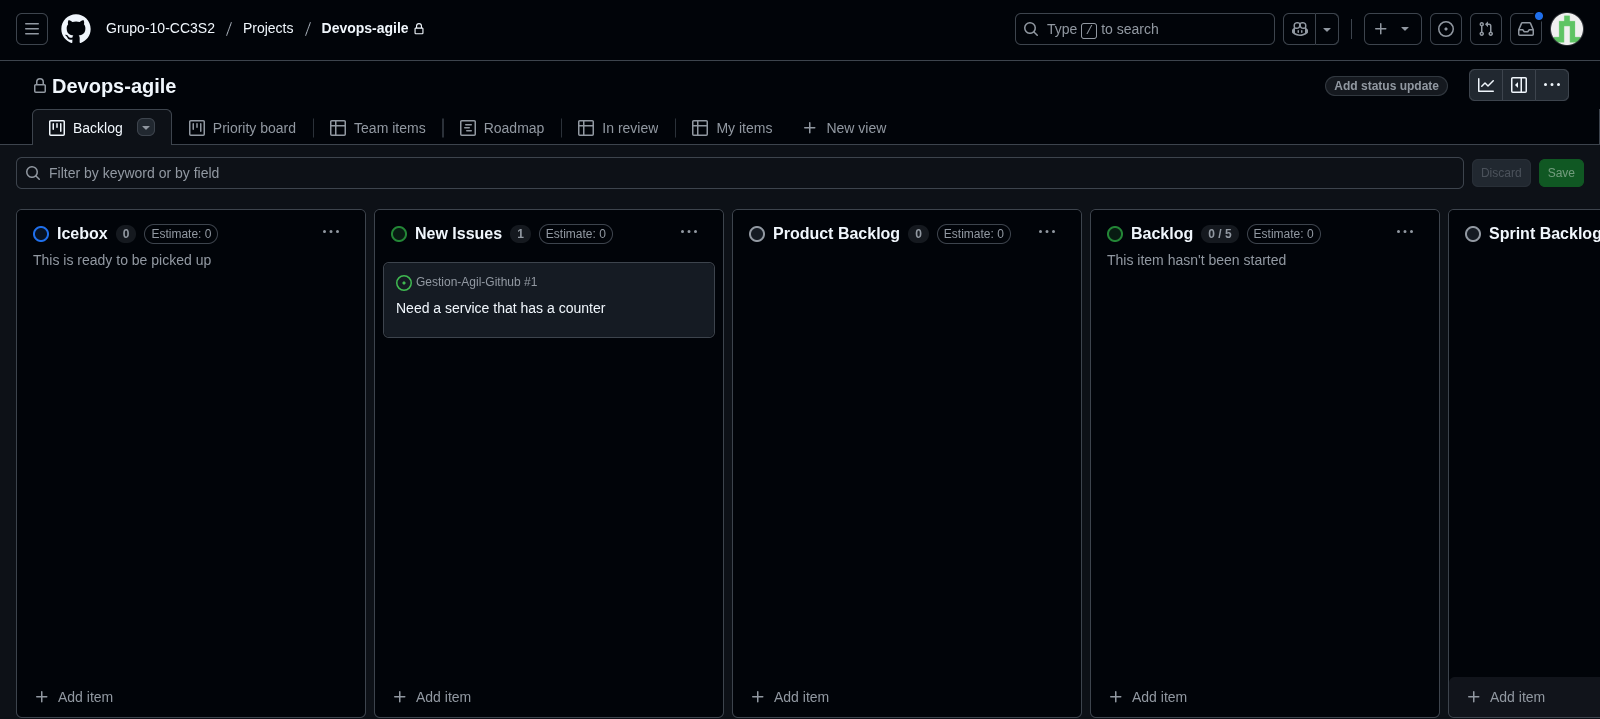 Grupo-10-CC3S2 / Projects / Devops-agile
Type / to search
Devops-agile
Add status update
Backlog
Priority board
Team items
Roadmap
In review
My items
New view
Filter by keyword or by field
Discard
Save
Icebox 0 Estimate: 0
This is ready to be picked up
Add item
New Issues 1 Estimate: 0
Gestion-Agil-Github #1
Need a service that has a counter
Add item
Product Backlog 0 Estimate: 0
Add item
Backlog 0 / 5 Estimate: 0
This item hasn't been started
Add item
Sprint Backlog
Add item